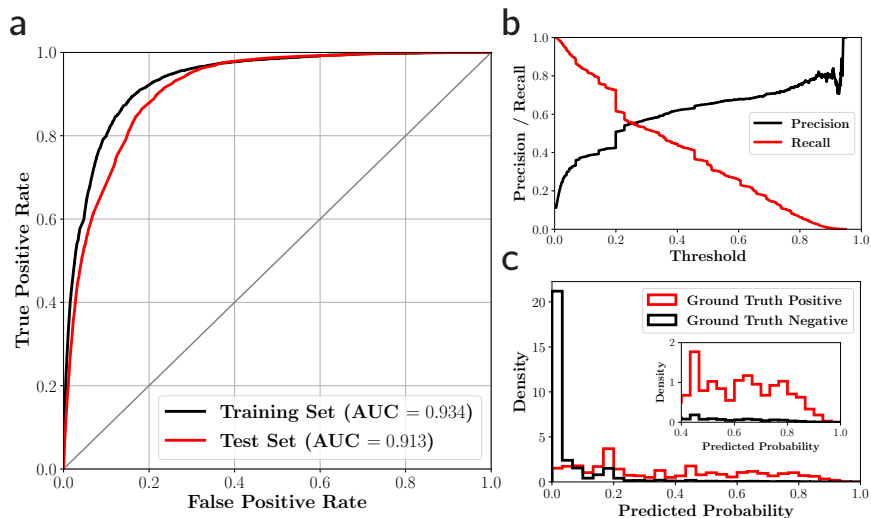 a
1.0
0.8
0.6
0.4
0.2
0.0
True Positive Rate
0.0 0.2 0.4 0.6 0.8 1.0
False Positive Rate
Training Set (AUC = 0.934)
Test Set (AUC = 0.913)
b
1.0
0.8
0.6
0.4
0.2
0.0
Precision / Recall
Precision
Recall
0.0 0.2 0.4 0.6 0.8 1.0
Threshold
c
20
15
10
5
0
Density
Ground Truth Positive
Ground Truth Negative
2
1
0
Density
0.4 0.6 0.8 1.0
Predicted Probability
0.0 0.2 0.4 0.6 0.8 1.0
Predicted Probability